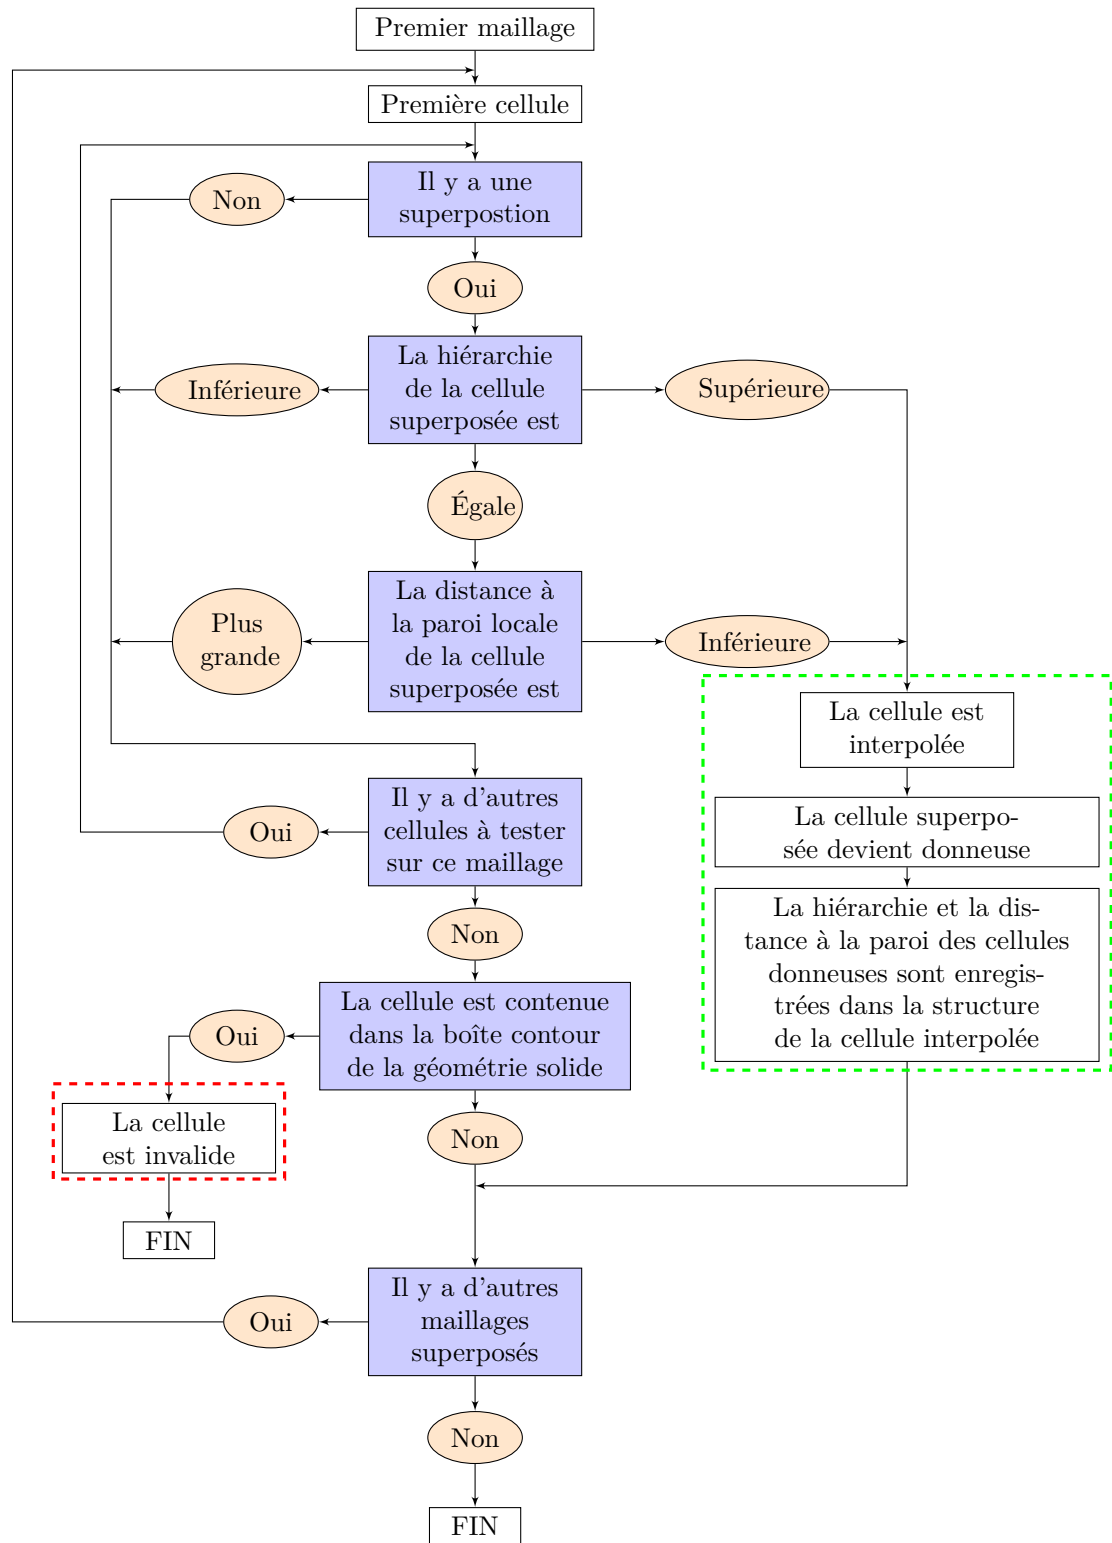 Premier maillage
Première cellule
Il y a une
superpostion
Non
Oui
La hiérarchie
de la cellule
superposée est
Inférieure
Supérieure
Égale
La distance à
la paroi locale
de la cellule
superposée est
Plus
grande
Inférieure
La cellule est
interpolée
La cellule superpo-
sée devient donneuse
La hiérarchie et la dis-
tance à la paroi des cellules
donneuses sont enregis-
trées dans la structure
de la cellule interpolée
Il y a d'autres
cellules à tester
sur ce maillage
Oui
Non
La cellule est contenue
dans la boîte contour
de la géométrie solide
Oui
La cellule
est invalide
FIN
Non
Il y a d'autres
maillages
superposés
Oui
Non
FIN